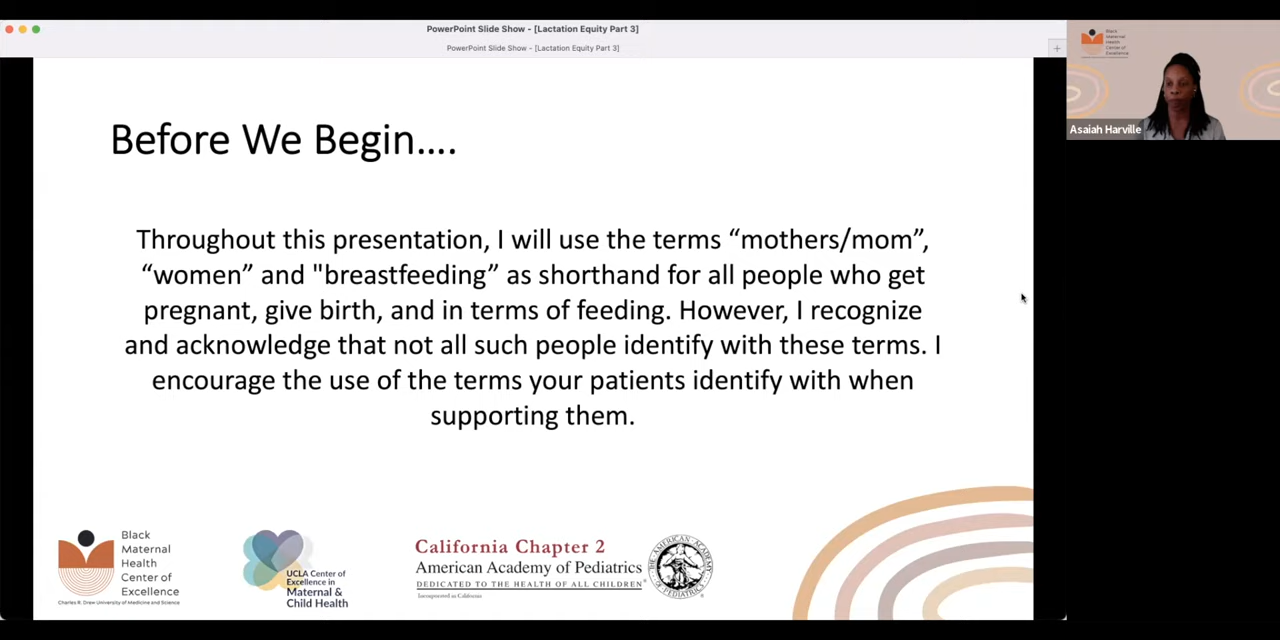 PowerPoint Slide Show - [Lactation Equity Part 3]
PowerPoint Slide Show - [Lactation Equity Part 3]
Before We Begin....
Throughout this presentation, I will use the terms “mothers/mom”,
“women” and "breastfeeding” as shorthand for all people who get
pregnant, give birth, and in terms of feeding. However, I recognize
and acknowledge that not all such people identify with these terms. I
encourage the use of the terms your patients identify with when
supporting them.
Black
Maternal
Health
Center of
Excellence
Charles R. Drew University of Medicine and Science
UCLA Center of
Excellence in
Maternal &
Child Health
California Chapter 2
American Academy of Pediatrics
DEDICATED TO THE HEALTH OF ALL CHILDREN®
Incorporated in California
THE AMERICAN ACADEMY OF PEDIATRICS
®
Black
Maternal
Health
Center of
Excellence
Asaiah Harville